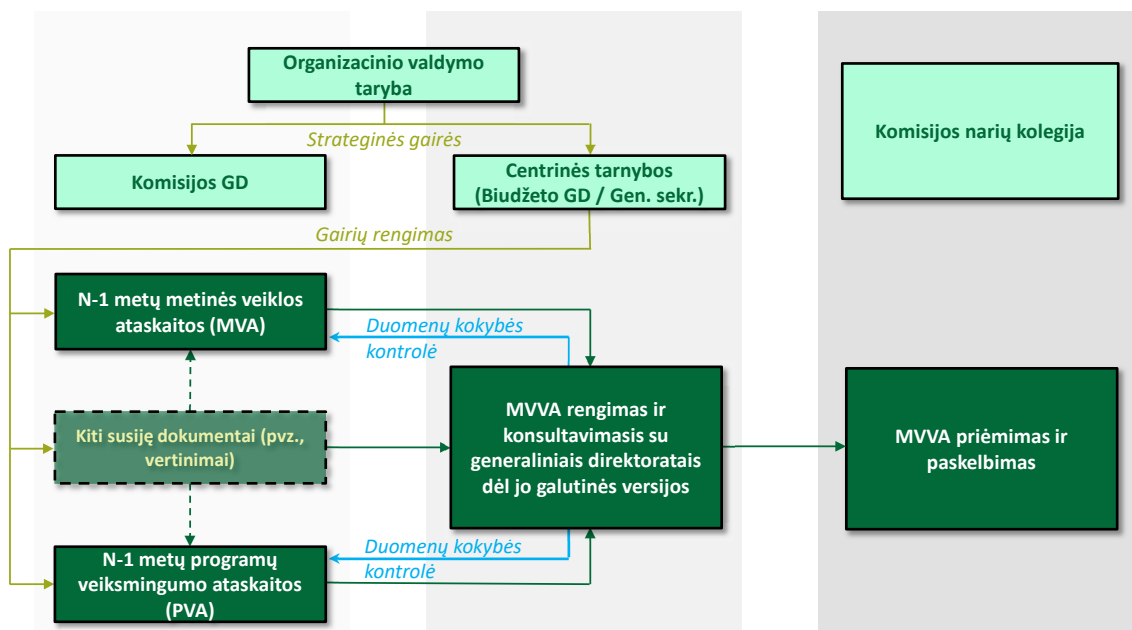 Organizacinio valdymo
taryba
Komisijos narių kolegija
Strateginės gairės
Komisijos GD
Centrinės tarnybos
(Biudžeto GD / Gen. sekr.)
Gairių rengimas
N-1 metų metinės veiklos
ataskaitos (MVA)
Duomenų kokybės
kontrolė
Kiti susiję dokumentai (pvz.,
vertinimai)
MVVA rengimas ir
konsultavimasis su
generaliniais direktoratais
dėl jo galutinės versijos
MVVA priėmimas ir
paskelbimas
Duomenų kokybės
kontrolė
N-1 metų programų
veiksmingumo ataskaitos
(PVA)